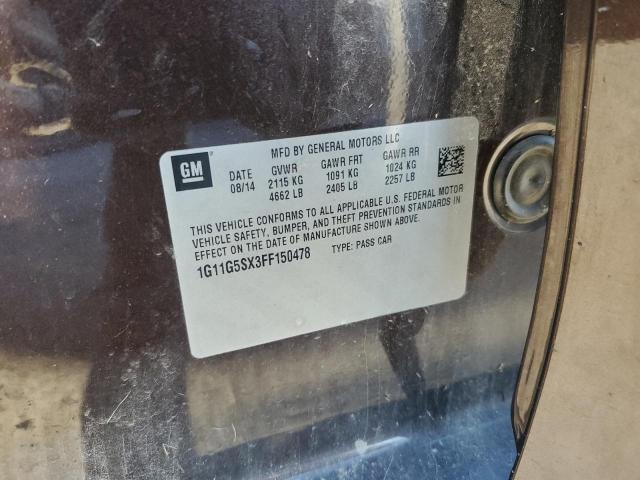 MFD BY GENERAL MOTORS LLC
GM
DATE GVWR GAWR FRT GAWR RR
08/14 2115 KG 1091 KG 1024 KG
4662 LB 2405 LB 2257 LB
THIS VEHICLE CONFORMS TO ALL APPLICABLE U.S. FEDERAL MOTOR
VEHICLE SAFETY, BUMPER, AND THEFT PREVENTION STANDARDS IN
EFFECT ON THE DATE OF MANUFACTURE SHOWN ABOVE.
1G11G5SX3FF150478 TYPE: PASS CAR